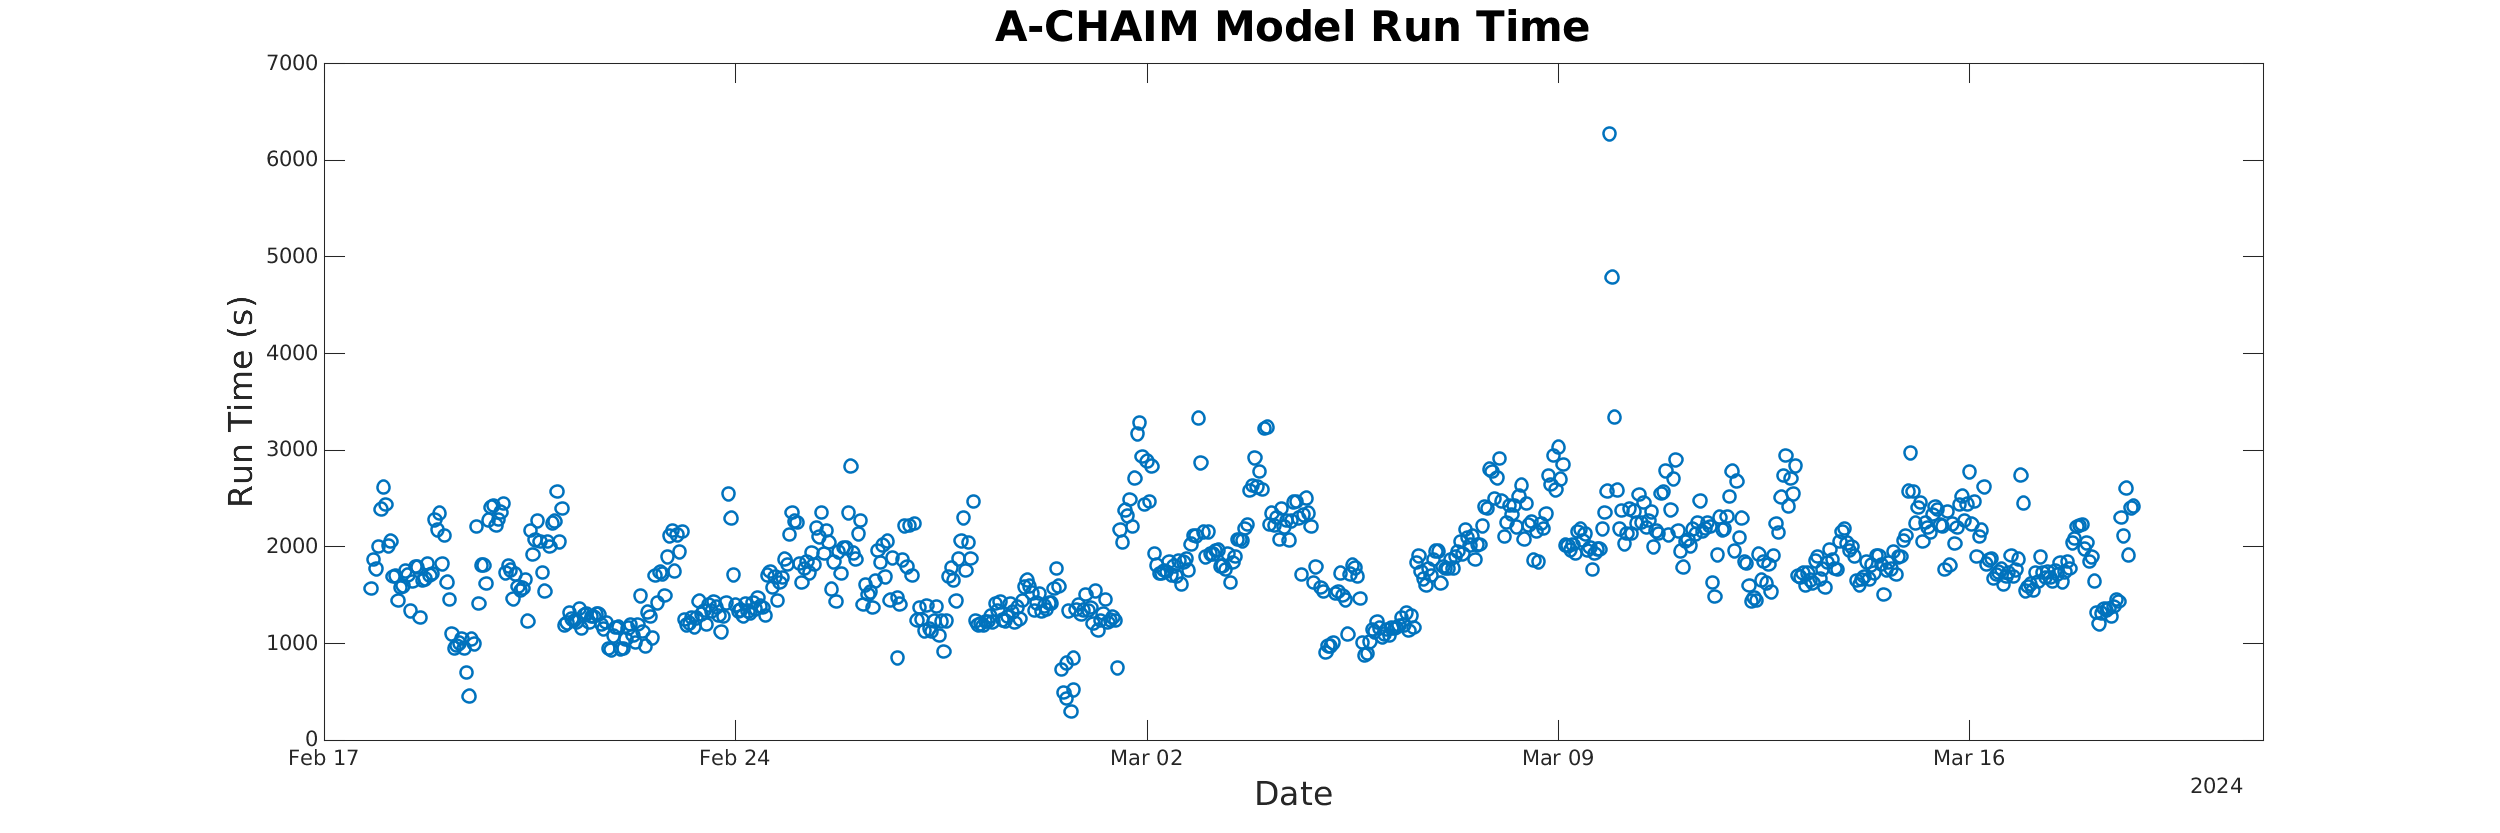 A-CHAIM Model Run Time
7000
6000
5000
4000
3000
2000
1000
0
Run Time (s)
Feb 17 Feb 24 Mar 02 Mar 09 Mar 16
2024
Date